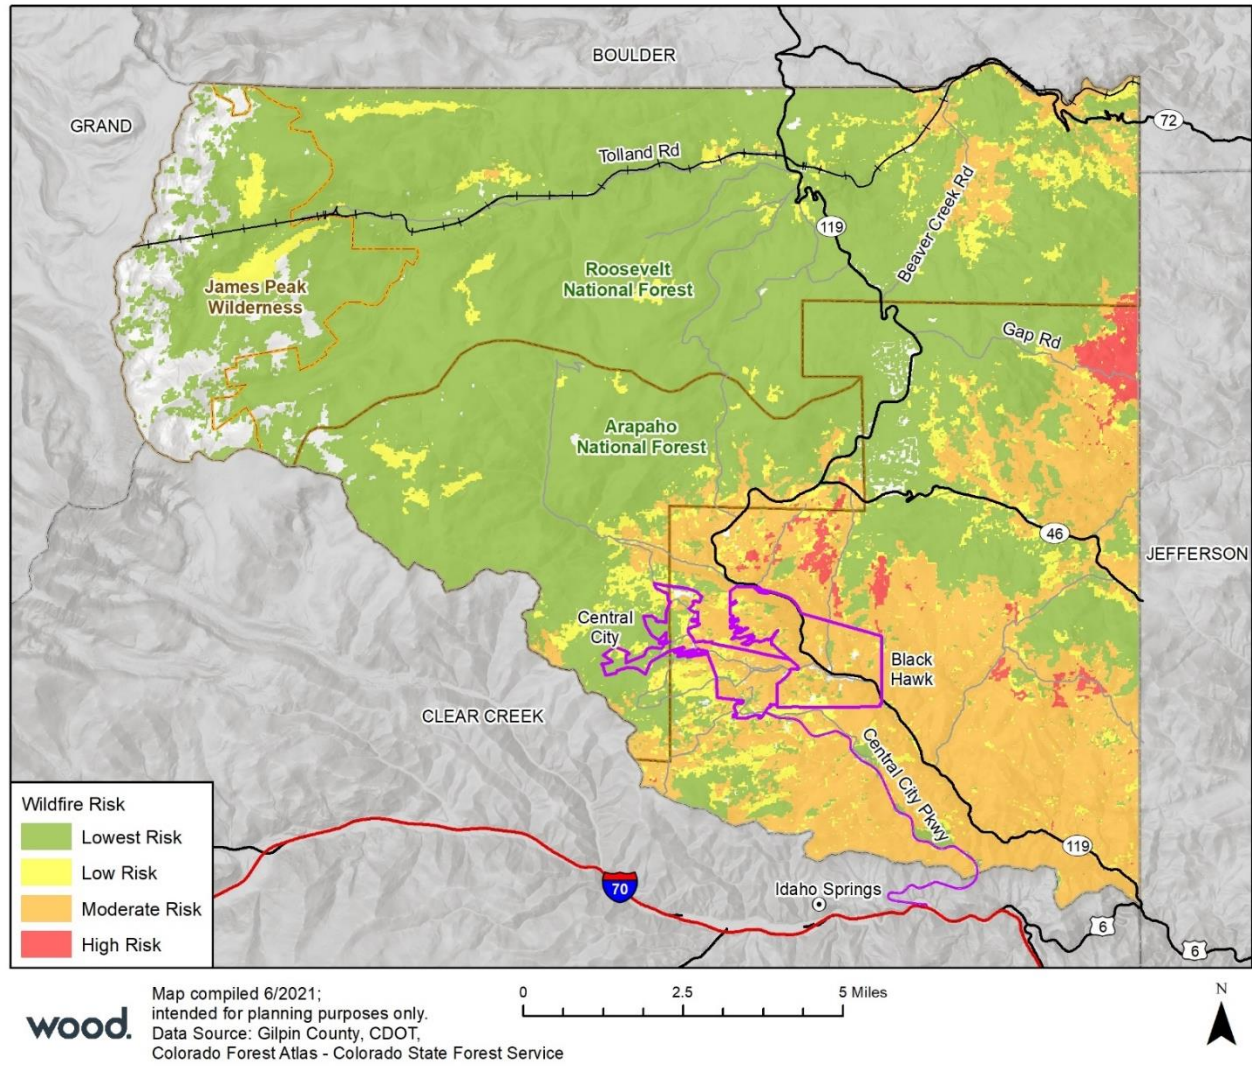 BOULDER
GRAND
72
Tolland Rd
119
Beaver Creek Rd
Roosevelt
National Forest
James Peak
Wilderness
Gap Rd
Arapaho
National Forest
46
JEFFERSON
Central
City
Black
Hawk
CLEAR CREEK
Central City Pkwy
119
Idaho Springs
70
6
6
Wildfire Risk
Lowest Risk
Low Risk
Moderate Risk
High Risk
wood.
Map compiled 6/2021;
intended for planning purposes only.
Data Source: Gilpin County, CDOT,
Colorado Forest Atlas - Colorado State Forest Service
0 2.5 5 Miles
N